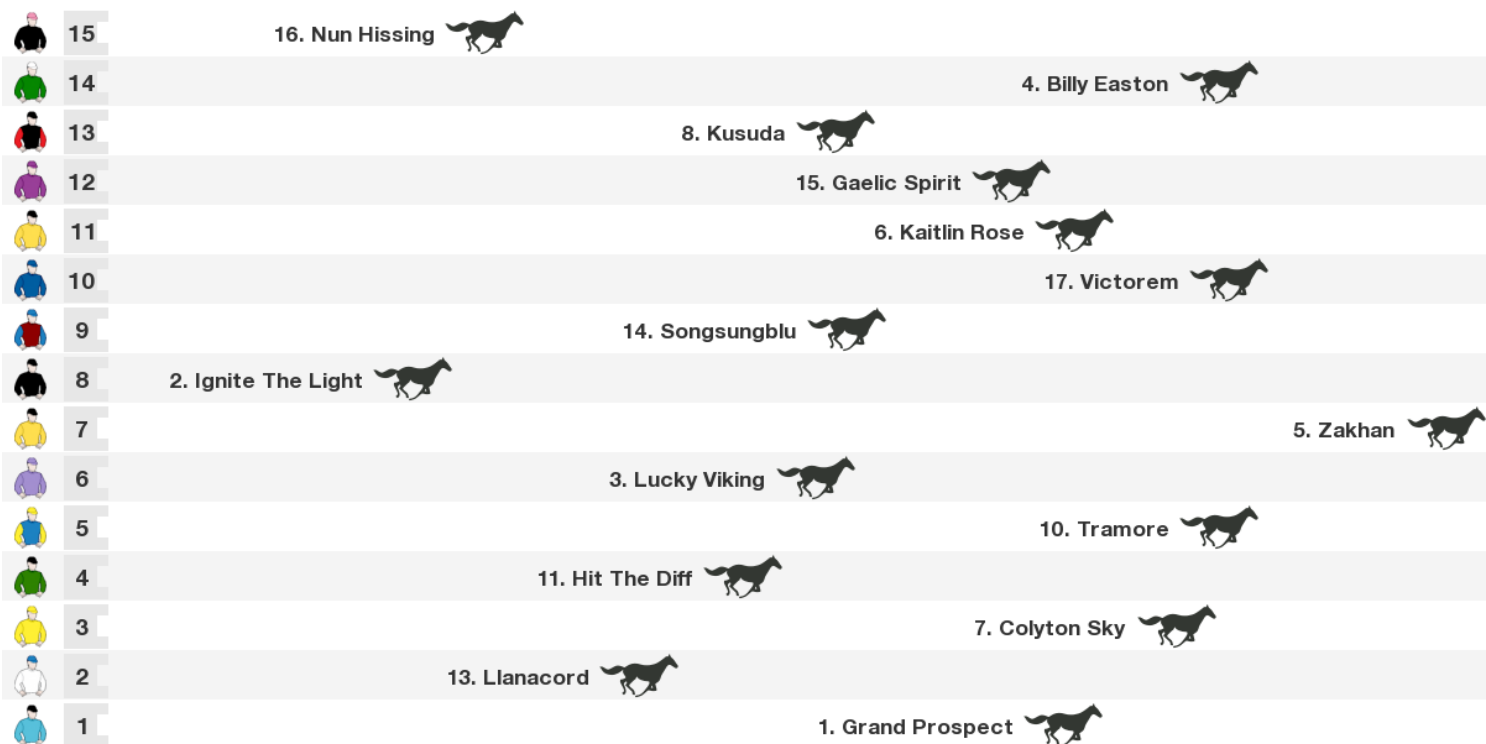 15 16. Nun Hissing
14 4. Billy Easton
13 8. Kusuda
12 15. Gaelic Spirit
11 6. Kaitlin Rose
10 17. Victorem
9 14. Songsungblu
8 2. Ignite The Light
7 5. Zakhan
6 3. Lucky Viking
5 10. Tramore
4 11. Hit The Diff
3 7. Colyton Sky
2 13. Llanacord
1 1. Grand Prospect